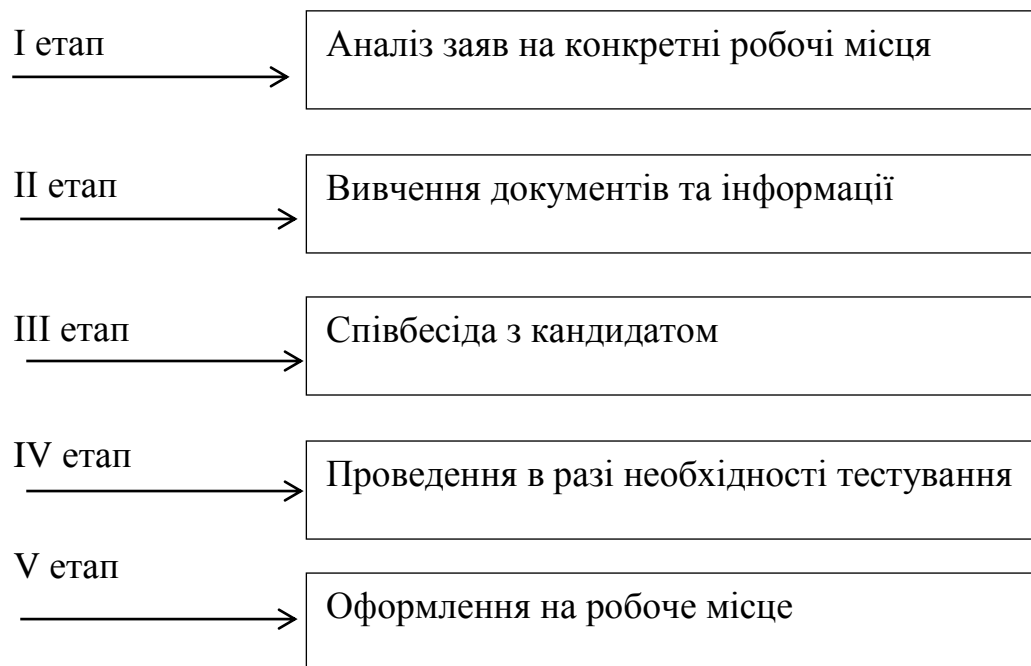 I етап
Аналіз заяв на конкретні робочі місця
II етап
Вивчення документів та інформації
III етап
Співбесіда з кандидатом
IV етап
Проведення в разі необхідності тестування
V етап
Оформлення на робоче місце